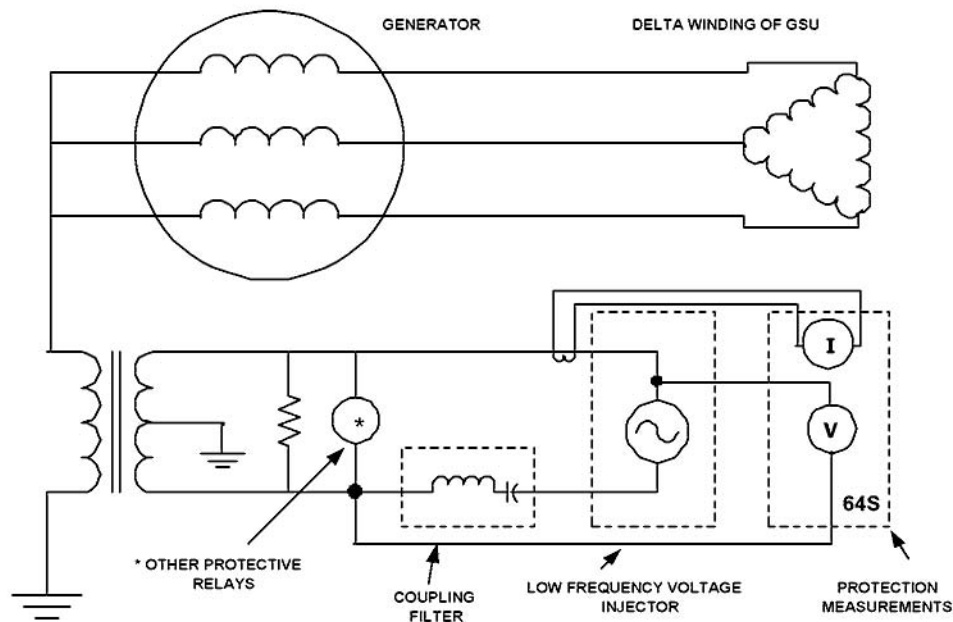 GENERATOR
DELTA WINDING OF GSU
I
*
V
64S
* OTHER PROTECTIVE
RELAYS
COUPLING
FILTER
LOW FREQUENCY VOLTAGE
INJECTOR
PROTECTION
MEASUREMENTS